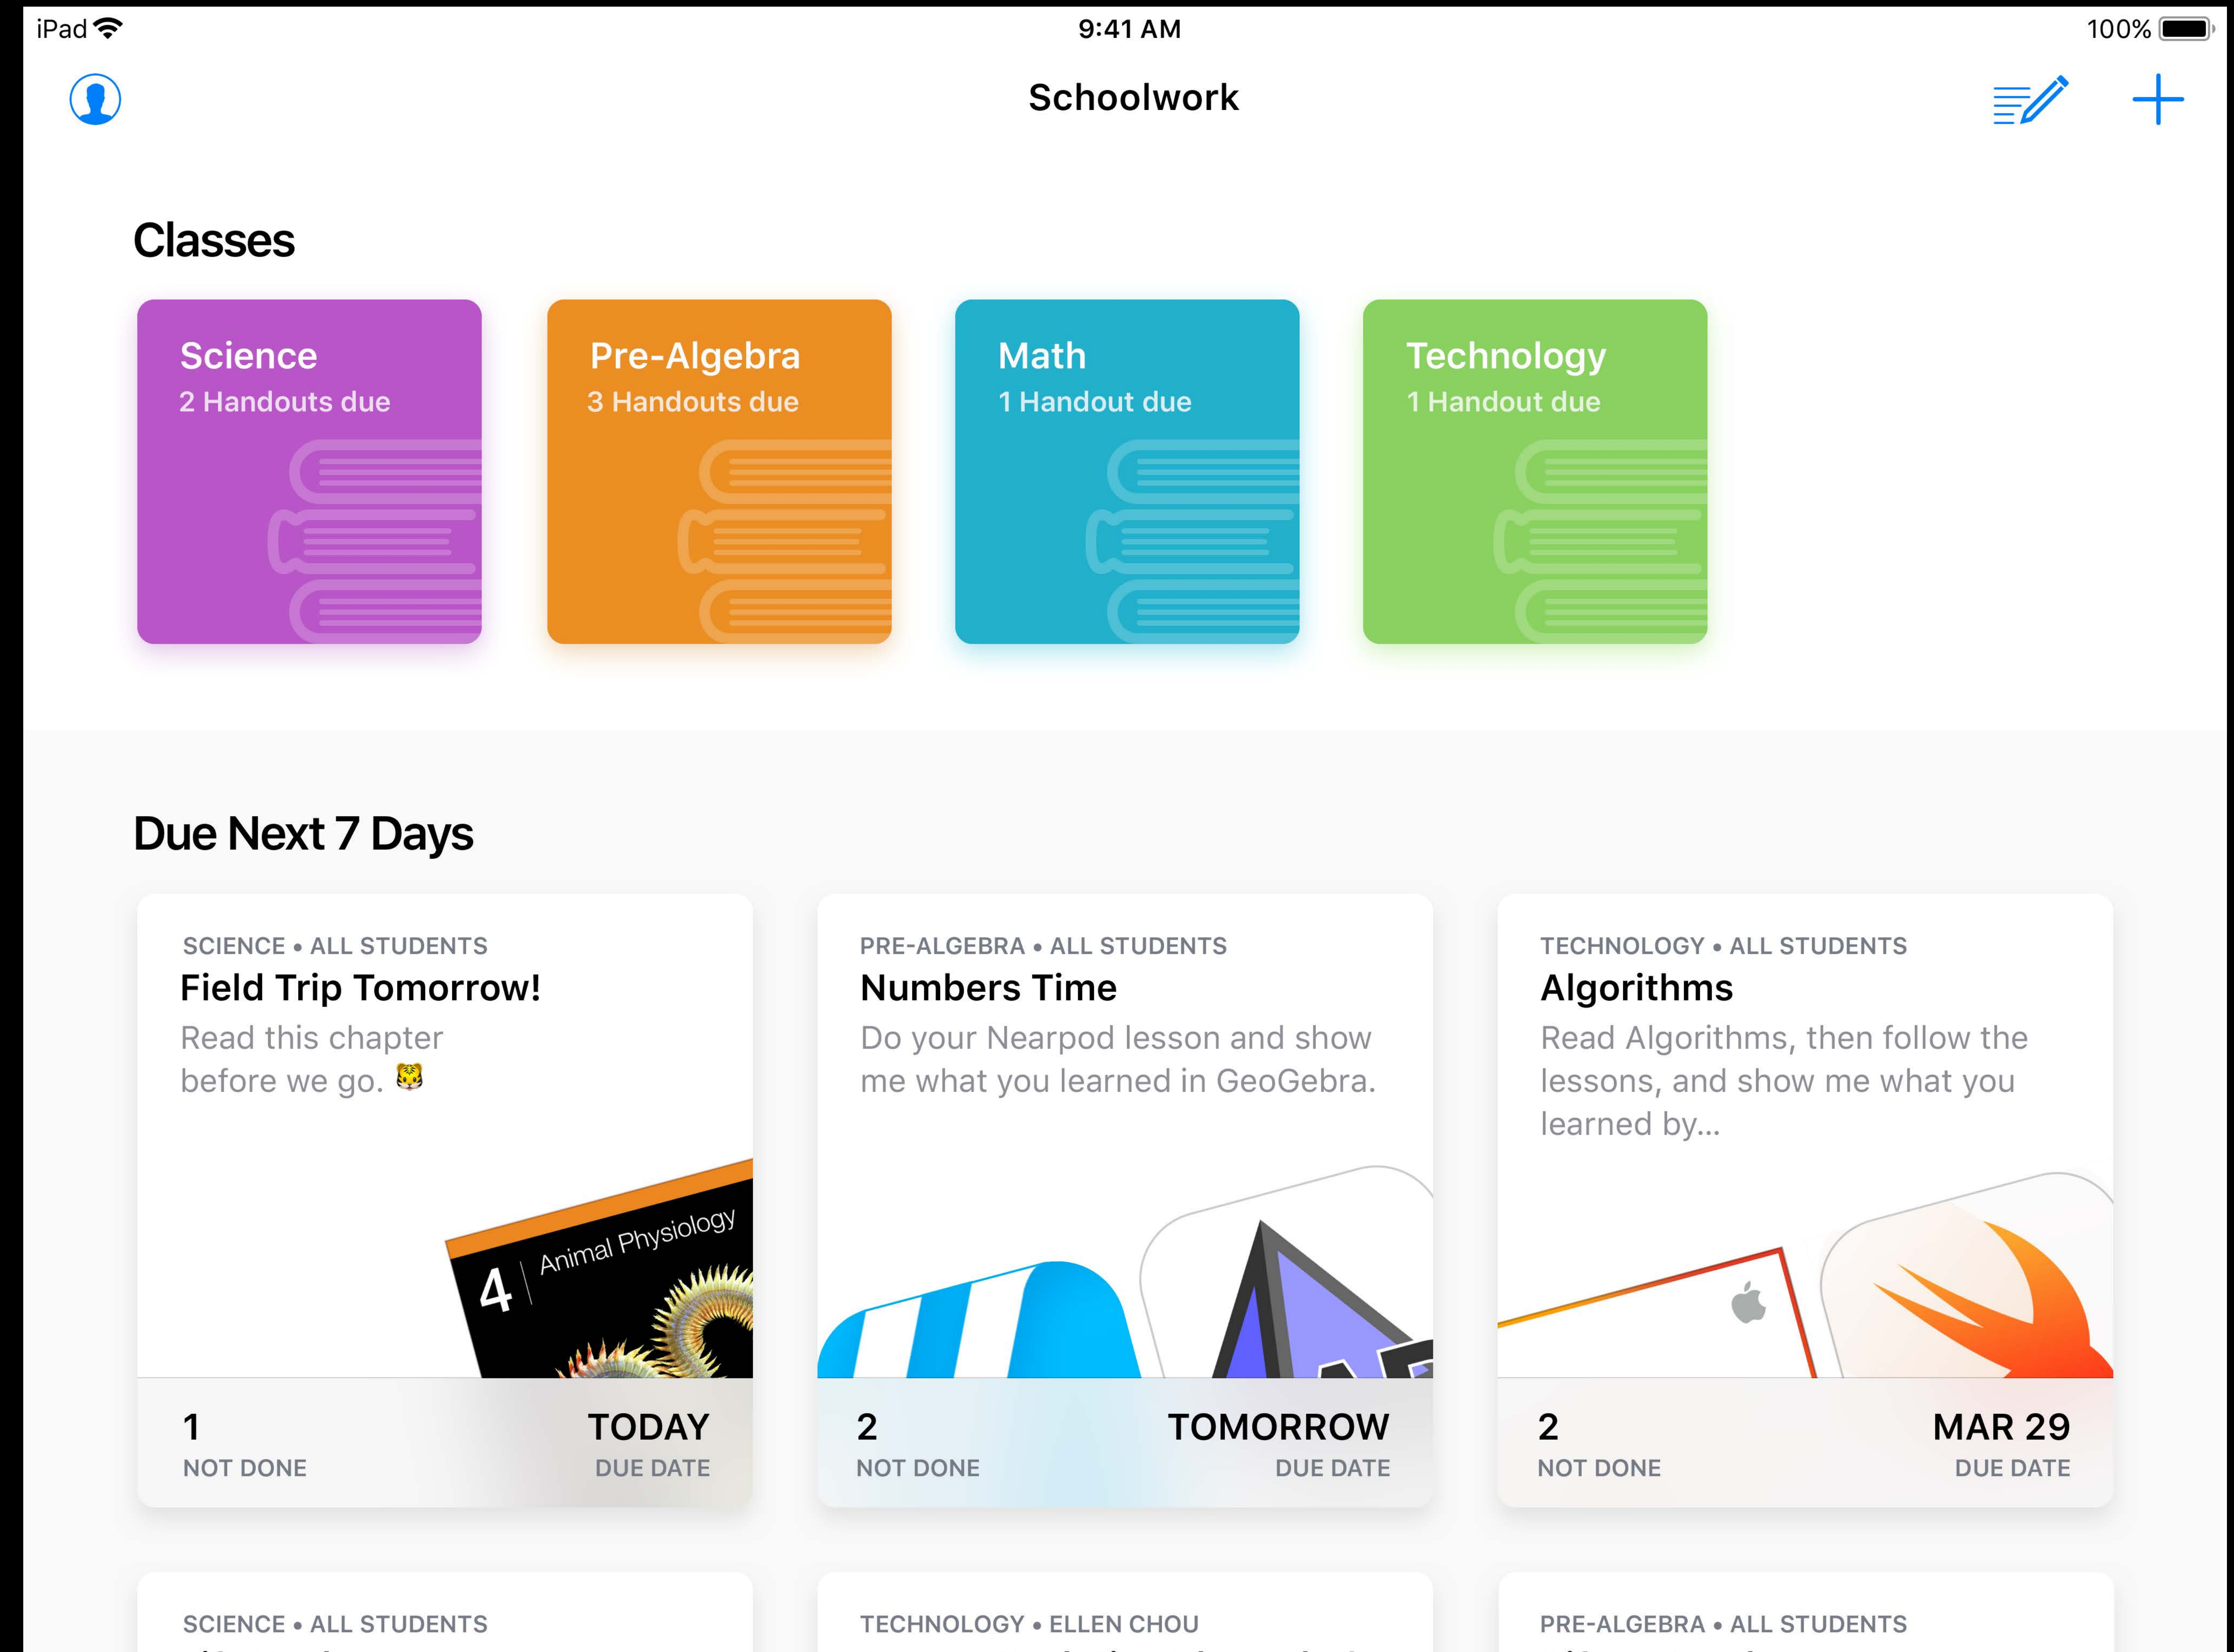 iPad
9:41 AM
100%
Schoolwork
Classes
Science
2 Handouts due
Pre-Algebra
3 Handouts due
Math
1 Handout due
Technology
1 Handout due
Due Next 7 Days
SCIENCE • ALL STUDENTS
Field Trip Tomorrow!
Read this chapter
before we go. 🐯
4 | Animal Physiology
1
NOT DONE
TODAY
DUE DATE
PRE-ALGEBRA • ALL STUDENTS
Numbers Time
Do your Nearpod lesson and show
me what you learned in GeoGebra.
2
NOT DONE
TOMORROW
DUE DATE
TECHNOLOGY • ALL STUDENTS
Algorithms
Read Algorithms, then follow the
lessons, and show me what you
learned by...
2
NOT DONE
MAR 29
DUE DATE
SCIENCE • ALL STUDENTS
TECHNOLOGY • ELLEN CHOU
PRE-ALGEBRA • ALL STUDENTS